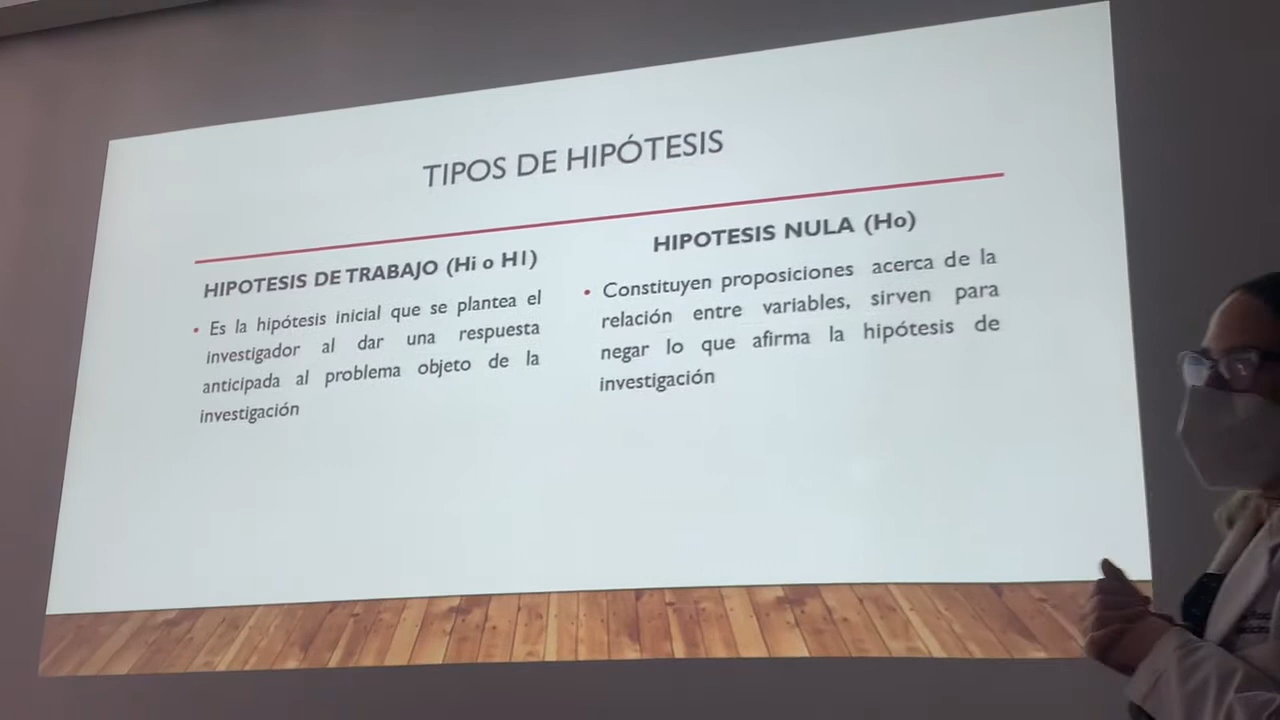 TIPOS DE HIPÓTESIS
HIPOTESIS DE TRABAJO (Hi o H1)
• Es la hipótesis inicial que se plantea el
investigador al dar una respuesta
anticipada al problema objeto de la
investigación
HIPOTESIS NULA (Ho)
• Constituyen proposiciones acerca de la
relación entre variables, sirven para
negar lo que afirma la hipótesis de
investigación